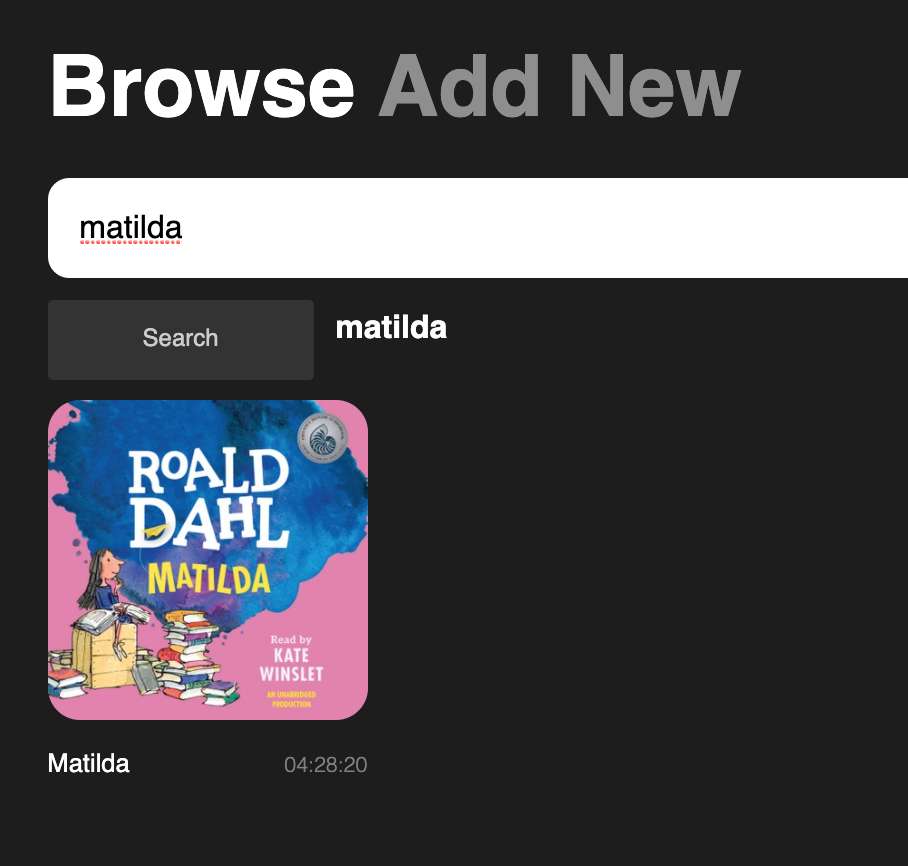 Browse Add New
matilda
Search
matilda
ROALD
DAHL
MATILDA
Read by
KATE
WINSLET
AN UNABRIDGED
PRODUCTION
Matilda 04:28:20